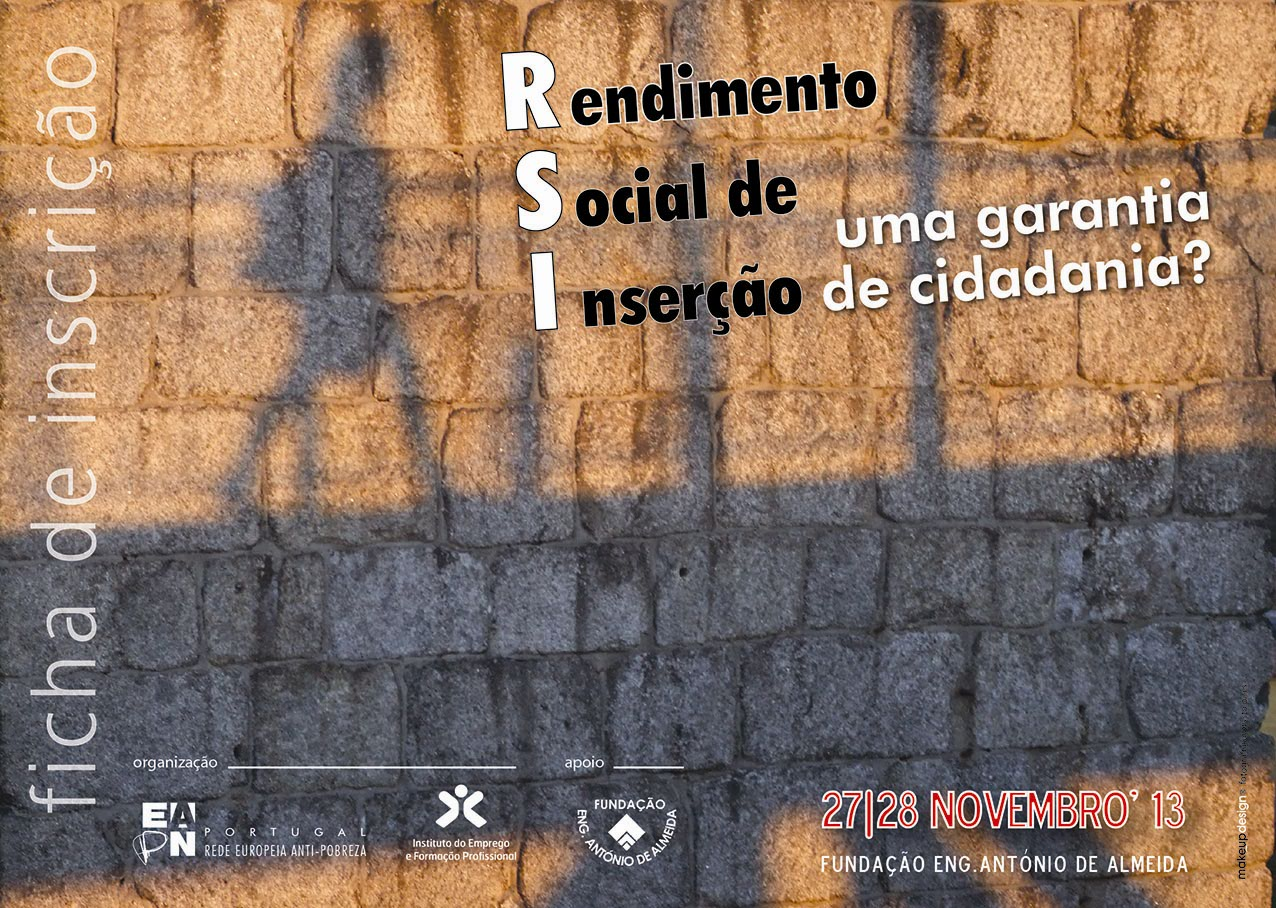 ficha de inscrição
Rendimento
Social de
Inserção
uma garantia
de cidadania?
organização
apoio
EAPN
PORTUGAL
REDE EUROPEIA ANTI-POBREZA
Instituto do Emprego
e Formação Profissional
FUNDAÇÃO
ENG. ANTÓNIO DE ALMEIDA
27|28 NOVEMBRO' 13
FUNDAÇÃO ENG.ANTÓNIO DE ALMEIDA
makeupdesign